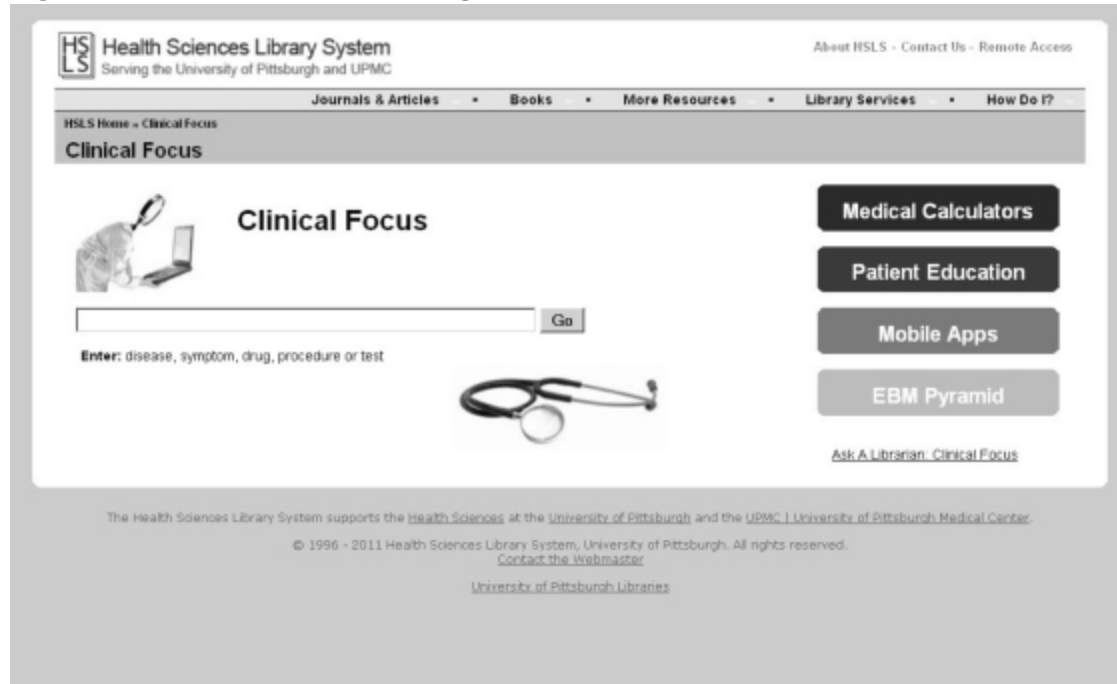 HSLS
Health Sciences Library System
Serving the University of Pittsburgh and UPMC
About HSLS - Contact Us - Remote Access
Journals & Articles • Books • More Resources • Library Services • How Do I?
HSLS Home » Clinical Focus
Clinical Focus
Clinical Focus
Go
Enter: disease, symptom, drug, procedure or test
Medical Calculators
Patient Education
Mobile Apps
EBM Pyramid
Ask A Librarian: Clinical Focus
The Health Sciences Library System supports the Health Sciences at the University of Pittsburgh and the UPMC | University of Pittsburgh Medical Center.
© 1996 - 2011 Health Sciences Library System, University of Pittsburgh. All rights reserved.
Contact the Webmaster
University of Pittsburgh Libraries